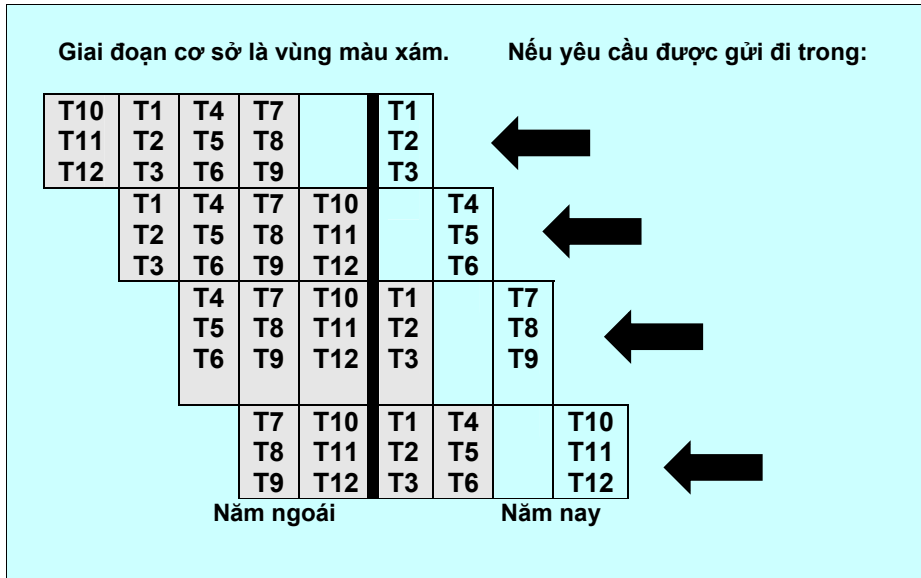 Giai đoạn cơ sở là vùng màu xám. Nếu yêu cầu được gửi đi trong:
T10 T1 T4 T7 T1
T11 T2 T5 T8 T2
T12 T3 T6 T9 T3
T1 T4 T7 T10 T4
T2 T5 T8 T11 T5
T3 T6 T9 T12 T6
T4 T7 T10 T1 T7
T5 T8 T11 T2 T8
T6 T9 T12 T3 T9
T7 T10 T1 T4 T10
T8 T11 T2 T5 T11
T9 T12 T3 T6 T12
Năm ngoái Năm nay